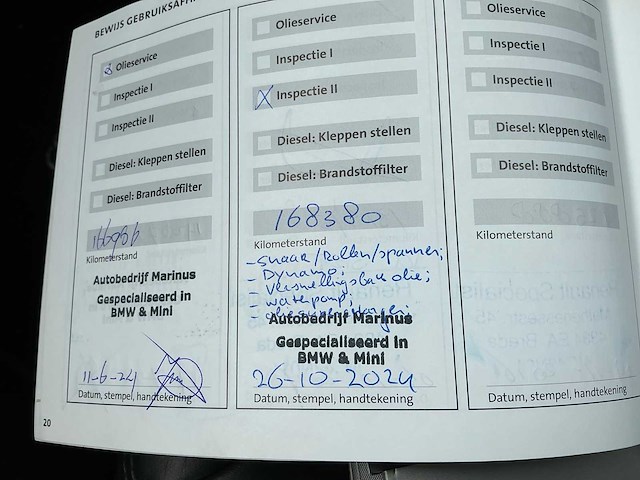 BEWIJS GEBRUIKSAFH
Olieservice
Inspectie I
Inspectie II
Diesel: Kleppen stellen
Diesel: Brandstoffilter
Kilometerstand
Autobedrijf Marinus
Gespecialiseerd in
BMW & Mini
11-6-24
Datum, stempel, handtekening
20
Olieservice
Inspectie I
Inspectie II
Diesel: Kleppen stellen
Diesel: Brandstoffilter
168380
Kilometerstand
- snaar/Rollen/spanner;
- Dynamo;
- Versnellingsbak olie;
- waterpomp;
Autobedrijf Marinus
Gespecialiseerd in
BMW & Mini
26-10-2024
Datum, stempel, handtekening
Olieservice
Inspectie I
Inspectie II
Diesel: Kleppen stellen
Diesel: Brandstoffilter
Kilometerstand
Datum, stempel, handtekening